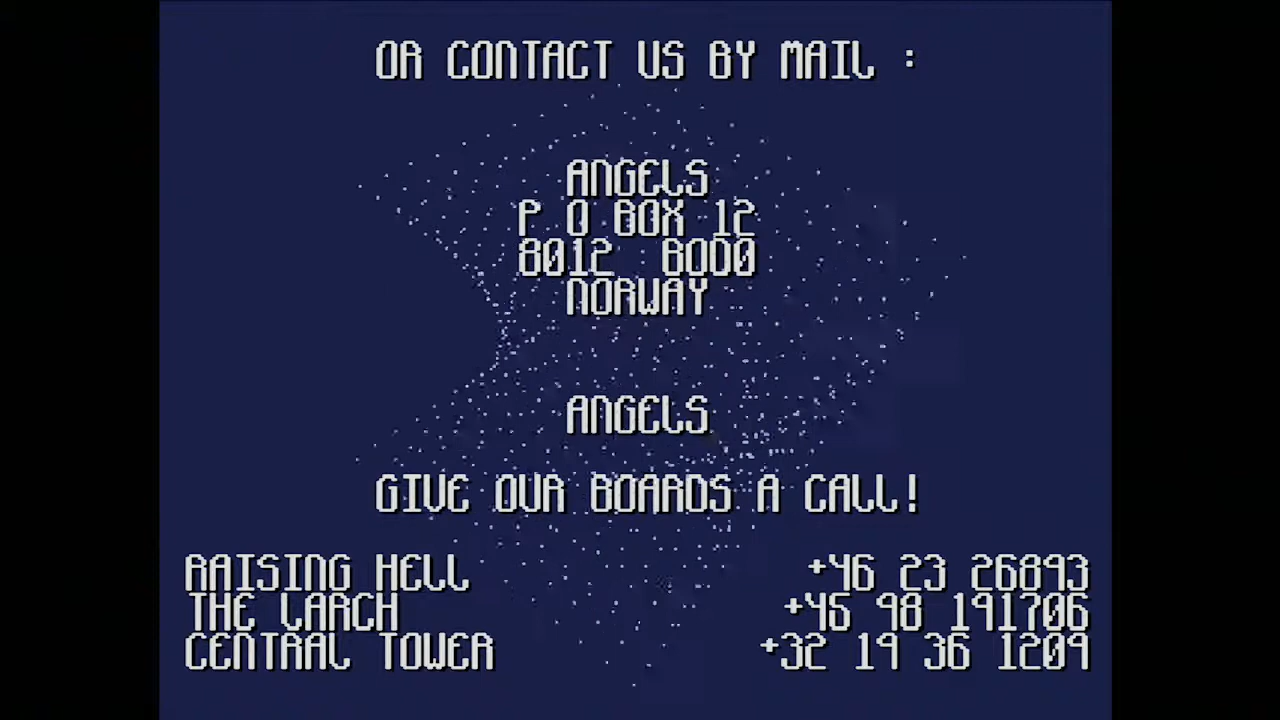 OR CONTACT US BY MAIL :
ANGELS
P O BOX 12
8012 BODO
NORWAY
ANGELS
GIVE OUR BOARDS A CALL!
RAISING HELL +46 23 26893
THE LARCH +45 98 191706
CENTRAL TOWER +32 19 36 1209